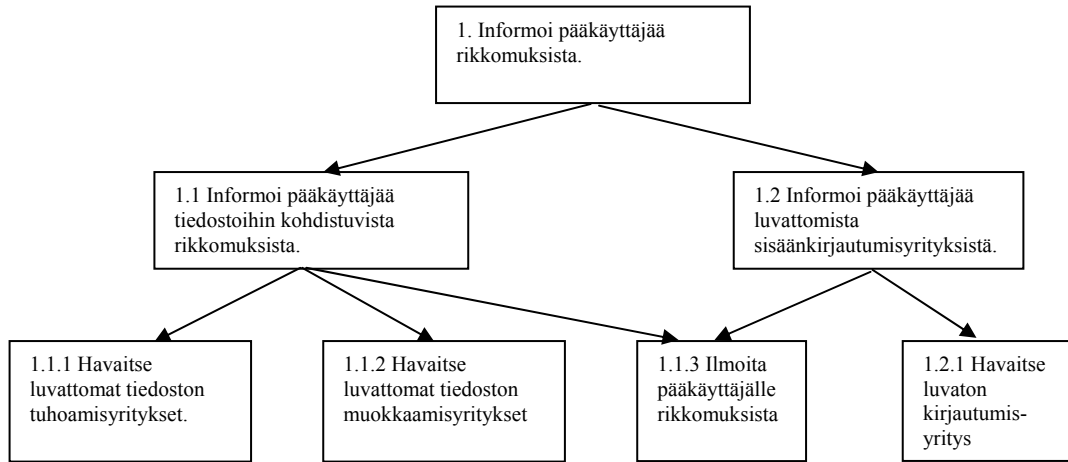 1. Informoi pääkäyttäjää
rikkomuksista.
1.1 Informoi pääkäyttäjää
tiedostoihin kohdistuvista
rikkomuksista.
1.2 Informoi pääkäyttäjää
luvattomista
sisäänkirjautumisyrityksistä.
1.1.1 Havaitse
luvattomat tiedoston
tuhoamisyritykset.
1.1.2 Havaitse
luvattomat tiedoston
muokkaamisyritykset
1.1.3 Ilmoita
pääkäyttäjälle
rikkomuksista
1.2.1 Havaitse
luvaton
kirjautumis-
yritys